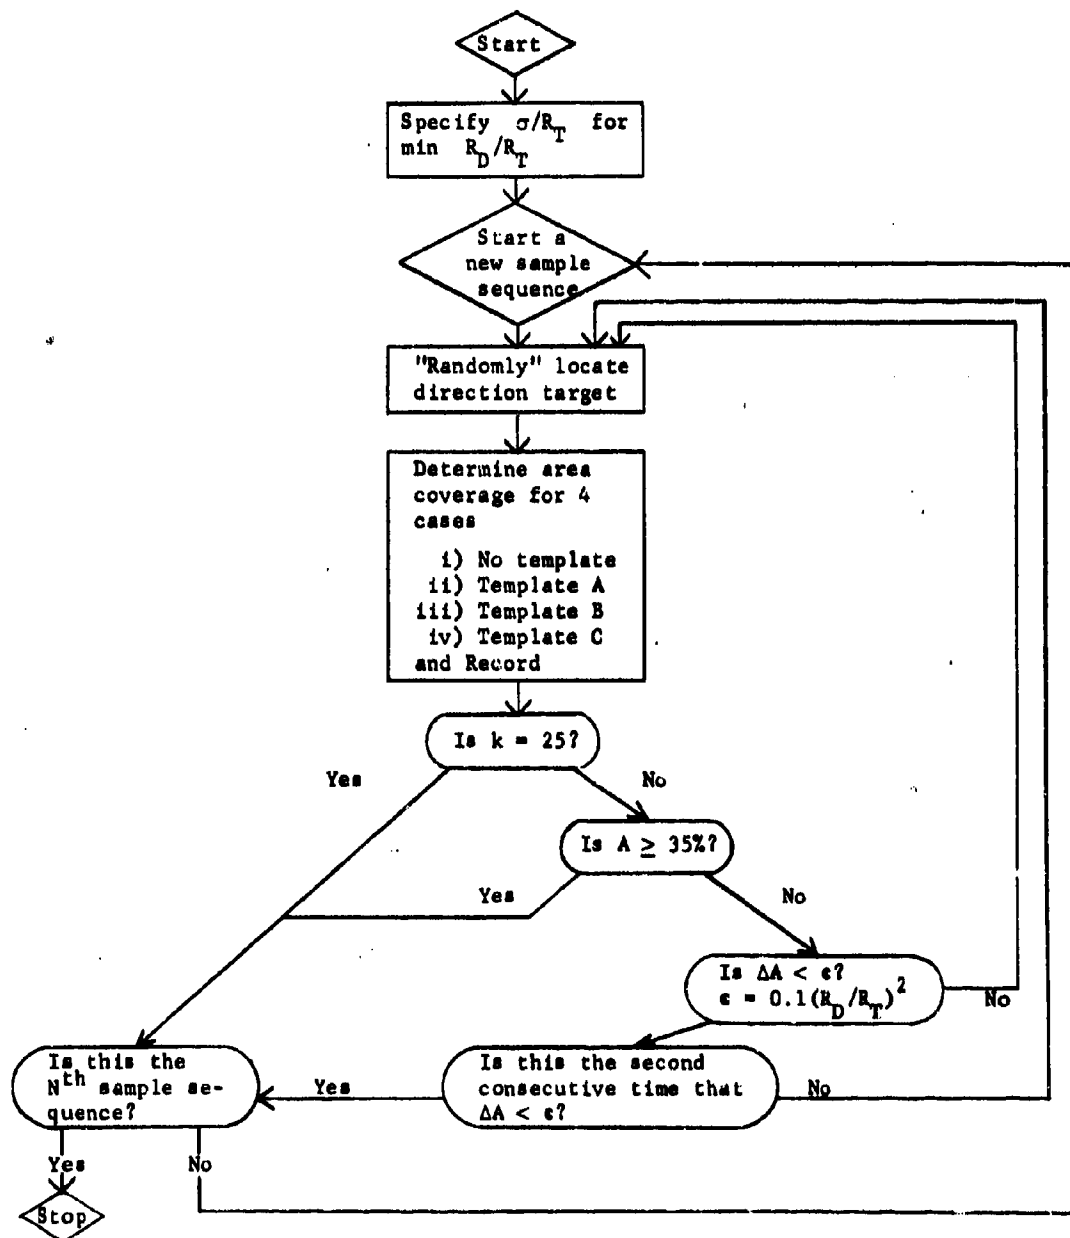 Start
Specify σ/R_T for
min R_D/R_T
Start a
new sample
sequence
"Randomly" locate
direction target
Determine area
coverage for 4
cases
i) No template
ii) Template A
iii) Template B
iv) Template C
and Record
Is k = 25?
Yes
No
Is A ≥ 35%?
Yes
No
Is ΔA < ε?
ε = 0.1(R_D/R_T)^2
No
Is this the
N^th sample se-
quence?
Yes
Is this the second
consecutive time that
ΔA < ε?
No
Yes
No
Stop